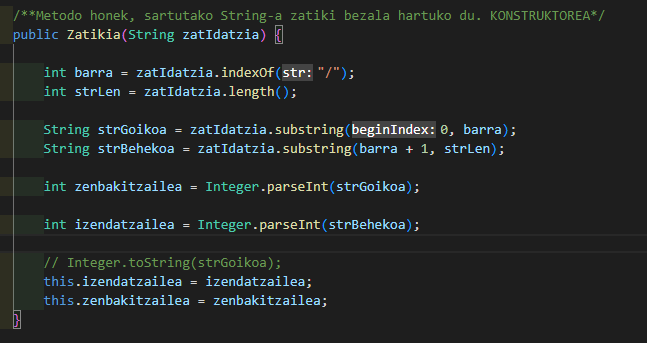 /**Metodo honek, sartutako String-a zatiki bezala hartuko du. KONSTRUKTOREA*/
public Zatikia(String zatIdatzia) {
int barra = zatIdatzia.indexOf(str: "/");
int strLen = zatIdatzia.length();
String strGoikoa = zatIdatzia.substring(beginIndex: 0, barra);
String strBehekoa = zatIdatzia.substring(barra + 1, strLen);
int zenbakitzailea = Integer.parseInt(strGoikoa);
int izendatzailea = Integer.parseInt(strBehekoa);
// Integer.toString(strGoikoa);
this.izendatzailea = izendatzailea;
this.zenbakitzailea = zenbakitzailea;
}